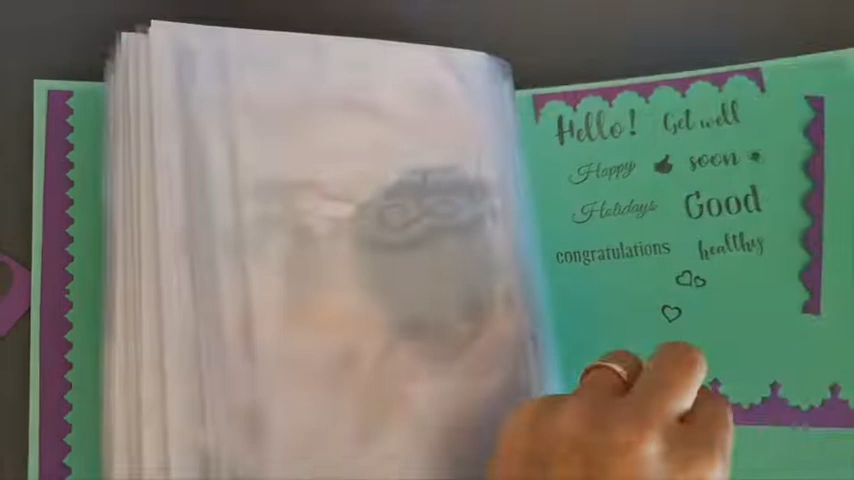 Hello!
Get well
soon
Happy
Holidays
Good
healthy
congratulations